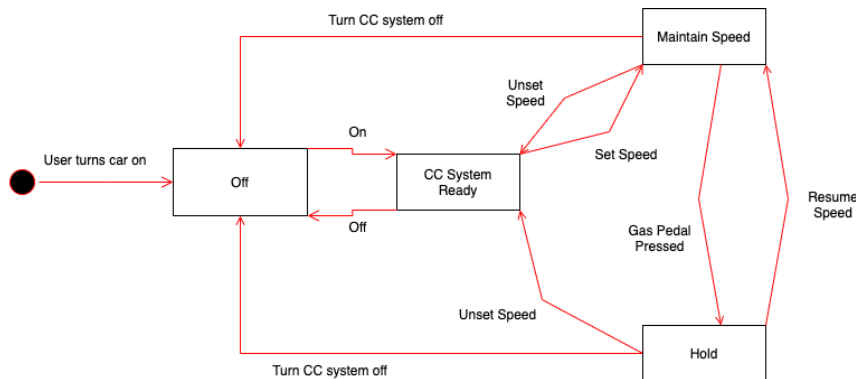 Turn CC system off
Maintain Speed
Unset
Speed
On
User turns car on
Set Speed
Off
CC System
Ready
Resume
Speed
Off
Gas Pedal
Pressed
Unset Speed
Hold
Turn CC system off